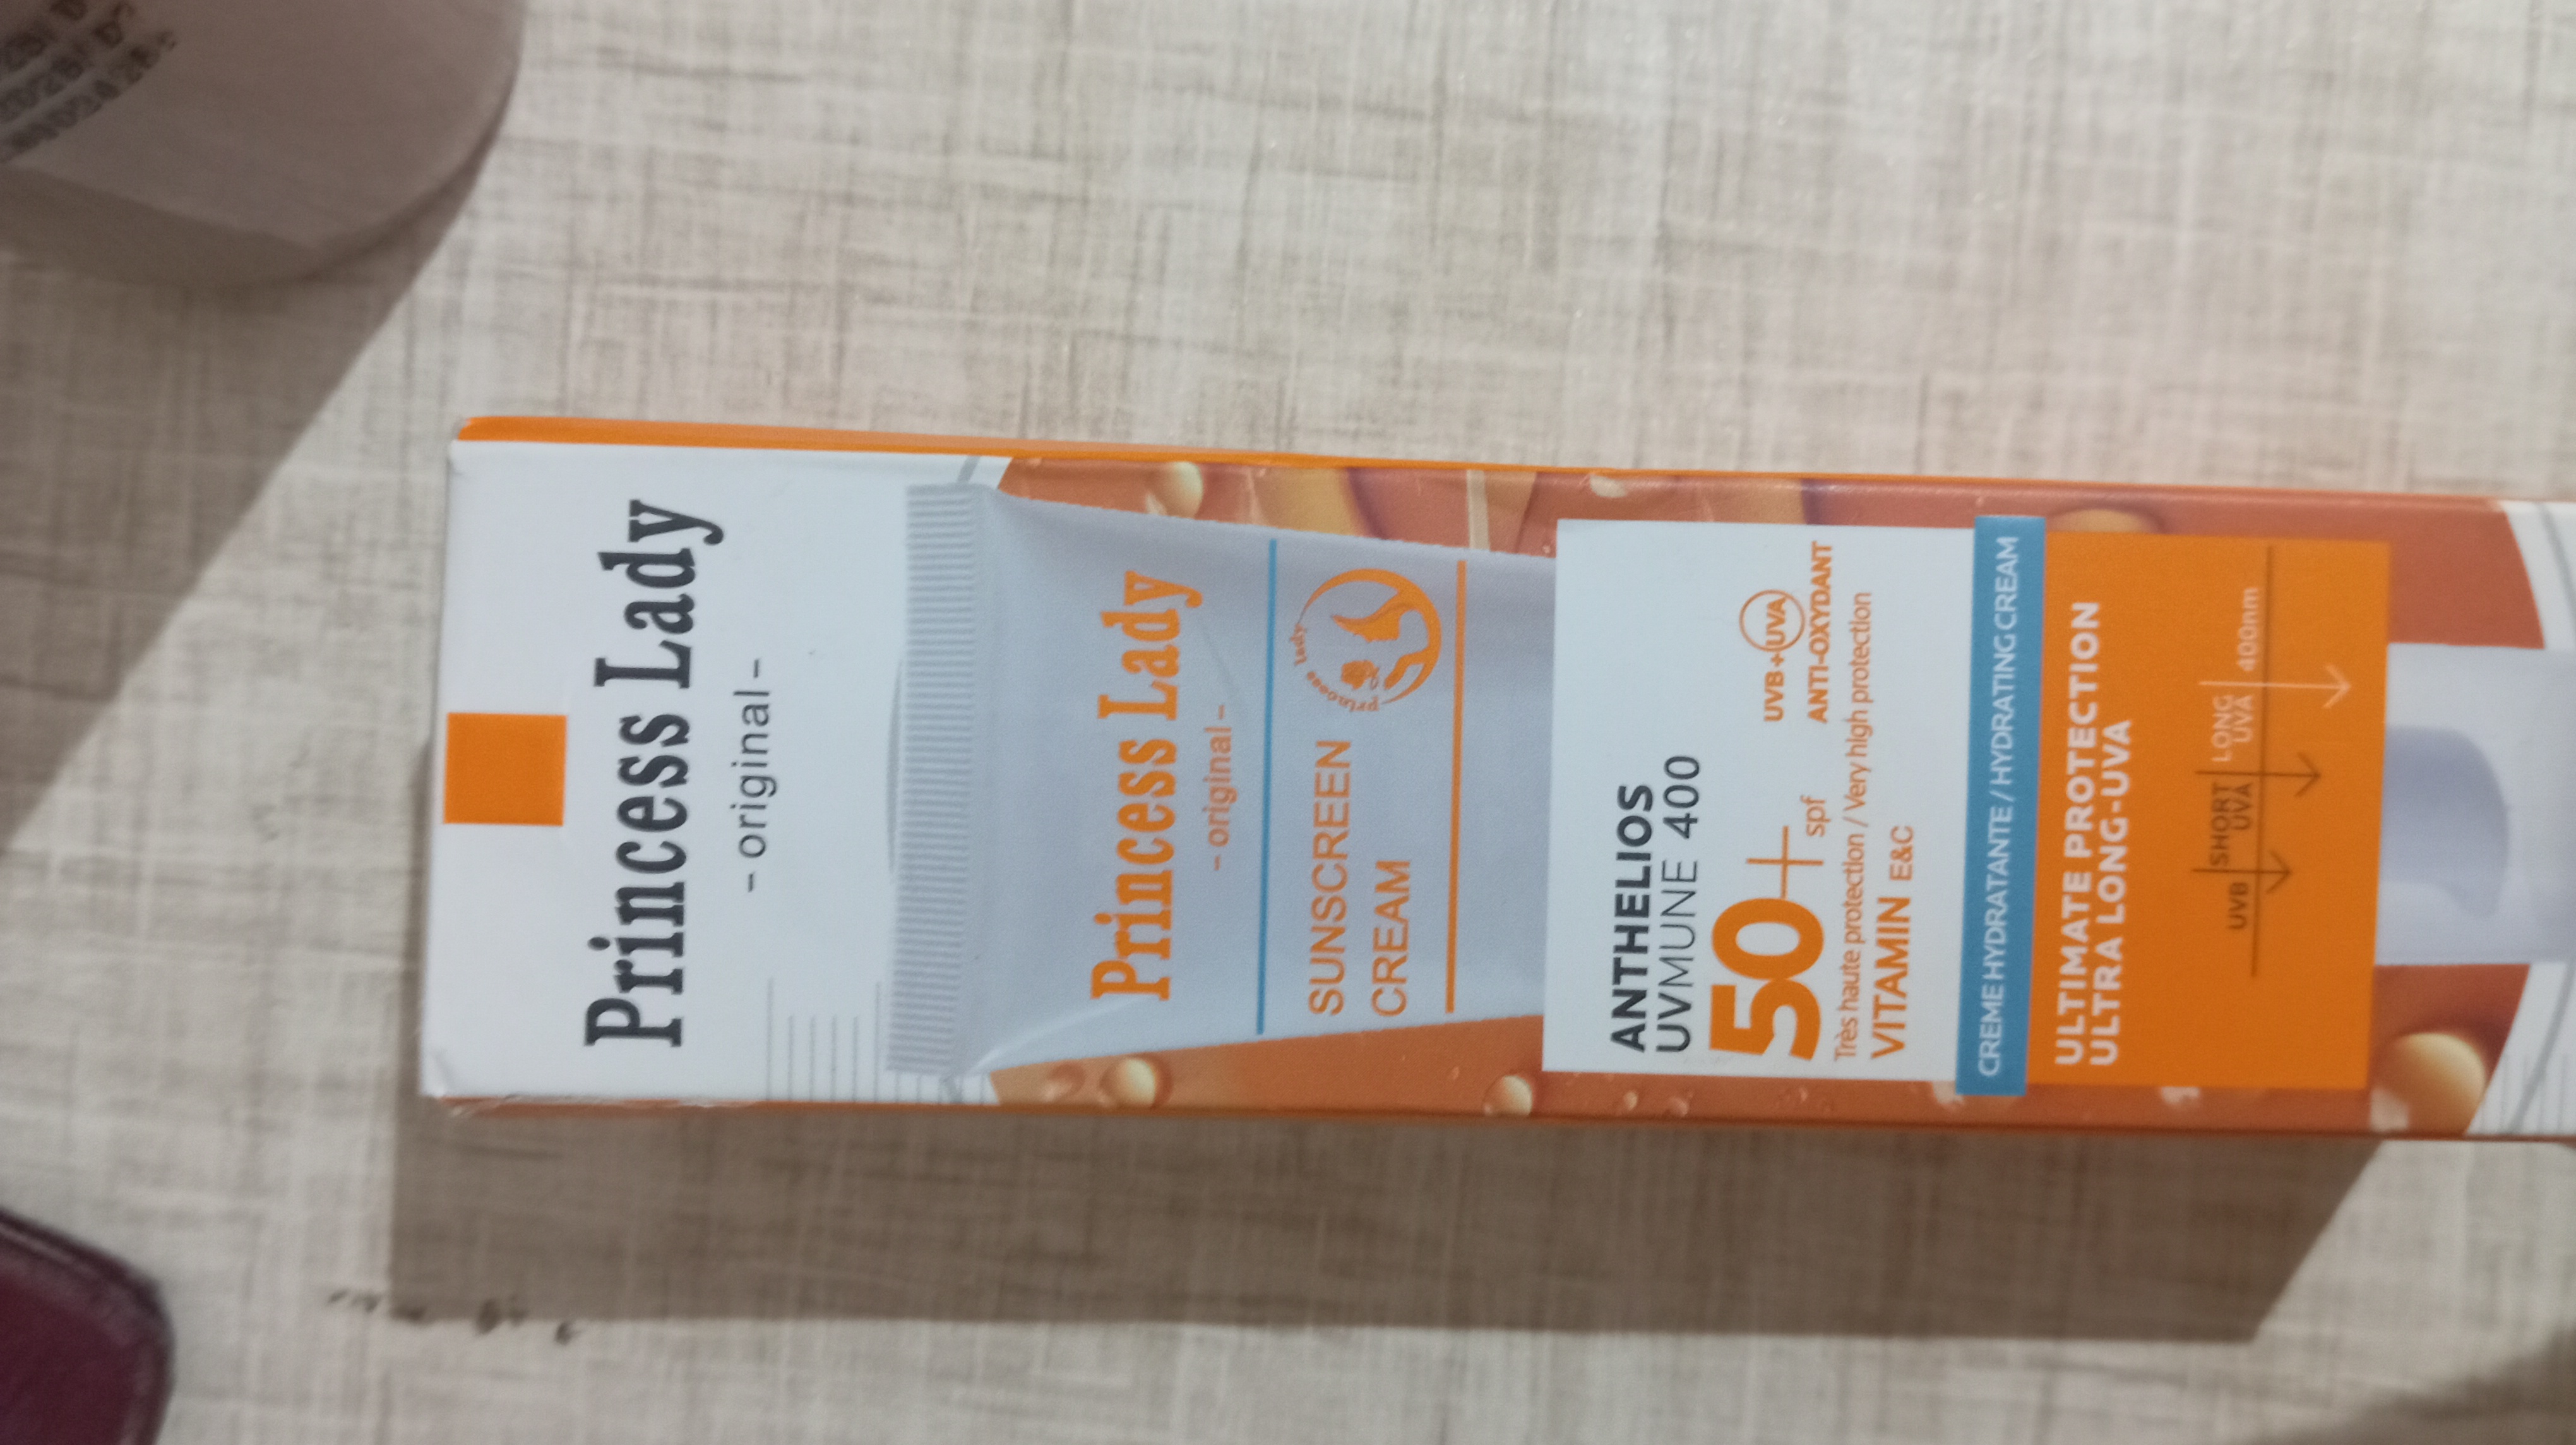 Princess Lady
- original -
Princess Lady
- original -
princess lady
SUNSCREEN
CREAM
ANTHELIOS
UVMUNE 400
50+ spf
UVB+UVA
ANTI-OXYDANT
Très haute protection / Very high protection
VITAMIN E&C
CREME HYDRATANTE / HYDRATING CREAM
ULTIMATE PROTECTION
ULTRA LONG-UVA
UVB | SHORT UVA | LONG UVA | 400nm